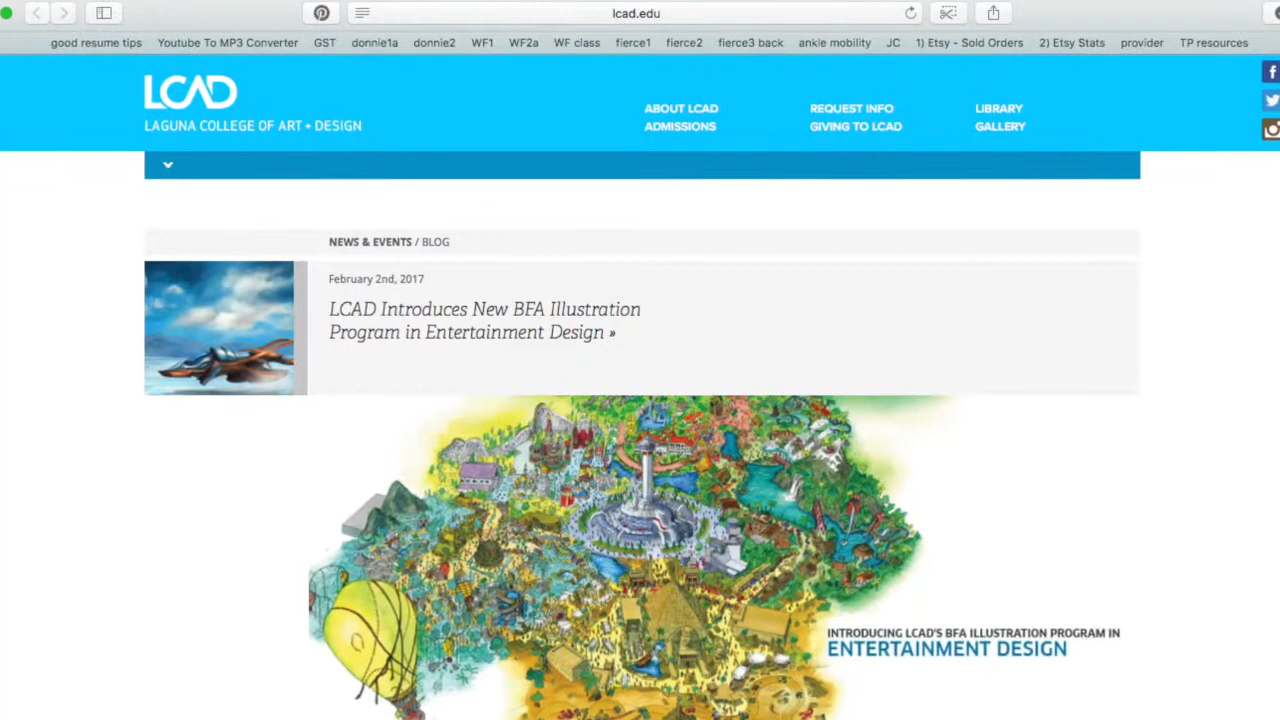 lcad.edu
good resume tips Youtube To MP3 Converter GST donnie1a donnie2 WF1 WF2a WF class fierce1 fierce2 fierce3 back ankle mobility JC 1) Etsy - Sold Orders 2) Etsy Stats provider TP resources
LCAD
LAGUNA COLLEGE OF ART + DESIGN
ABOUT LCAD REQUEST INFO LIBRARY
ADMISSIONS GIVING TO LCAD GALLERY
NEWS & EVENTS / BLOG
February 2nd, 2017
LCAD Introduces New BFA Illustration
Program in Entertainment Design »
INTRODUCING LCAD'S BFA ILLUSTRATION PROGRAM IN
ENTERTAINMENT DESIGN